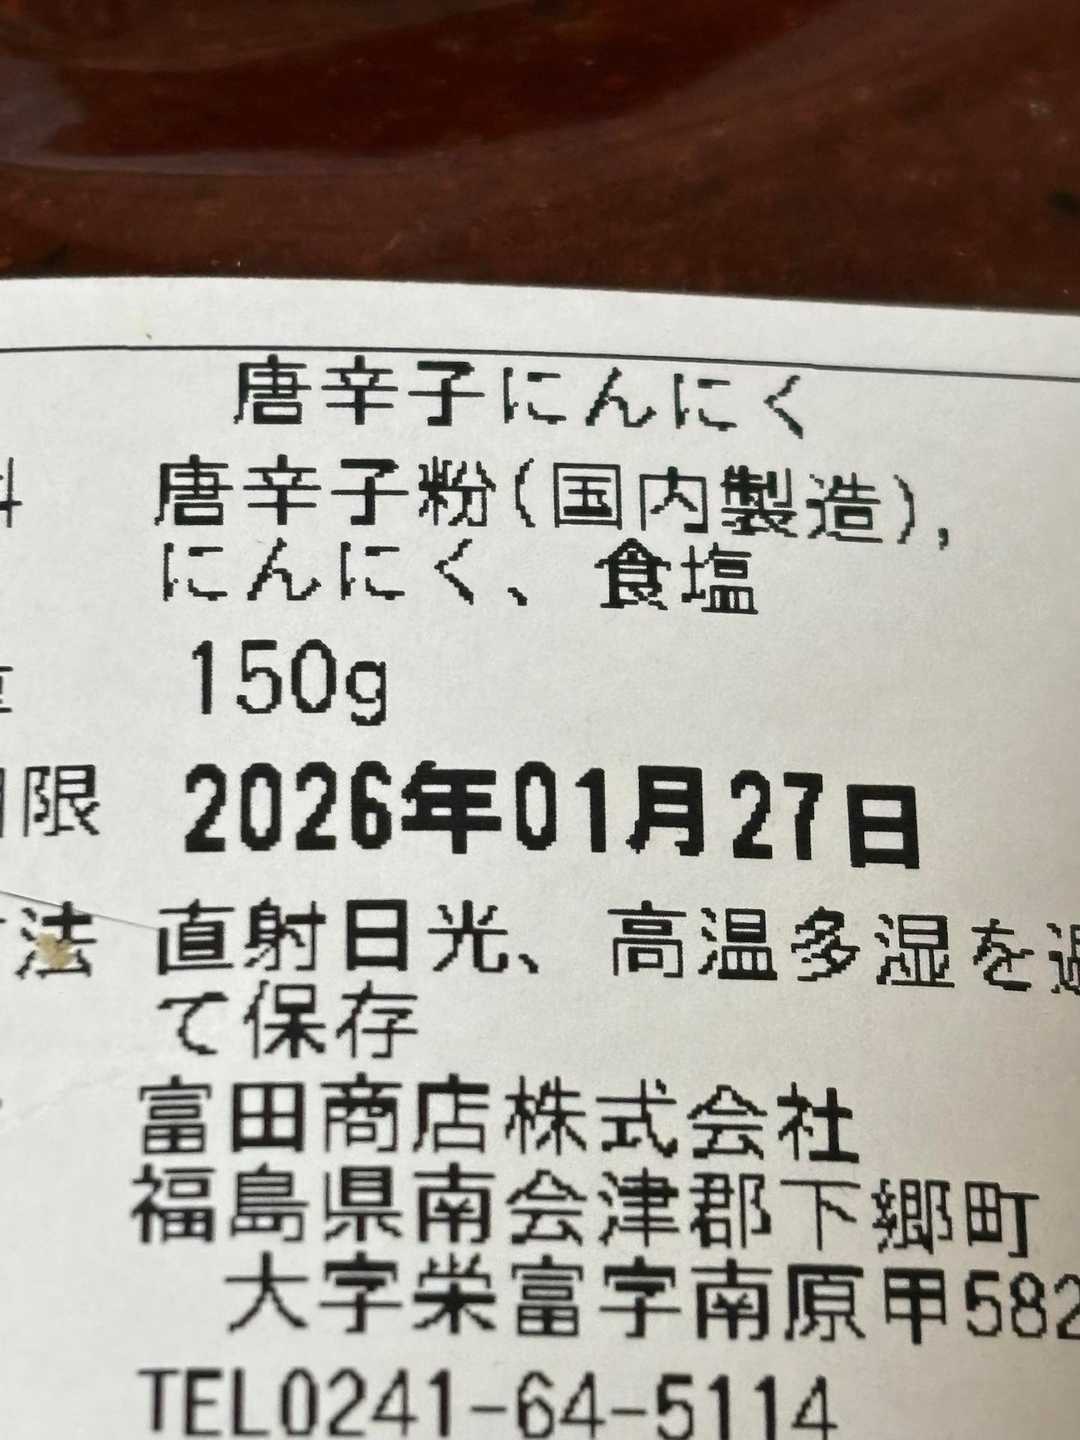 唐辛子にんにく
料 唐辛子粉(国内製造),
にんにく、食塩
量 150g
期限 2026年01月27日
方法 直射日光、高温多湿を避
て保存
富田商店株式会社
福島県南会津郡下郷町
大字栄富字南原甲582
TEL0241-64-5114